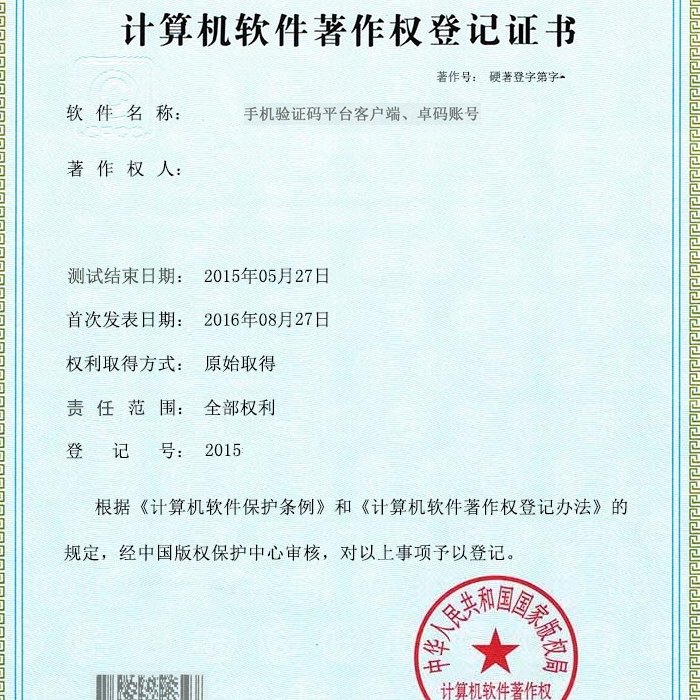 计算机软件著作权登记证书
著作号： 硬著登字第字
软 件 名 称： 手机验证码平台客户端、卓码账号
著 作 权 人：
测试结束日期： 2015年05月27日
首次发表日期： 2016年08月27日
权利取得方式： 原始取得
责 任 范 围： 全部权利
登 记 号： 2015
根据《计算机软件保护条例》和《计算机软件著作权登记办法》的
规定，经中国版权保护中心审核，对以上事项予以登记。
中华人民共和国国家版权局
计算机软件著作权